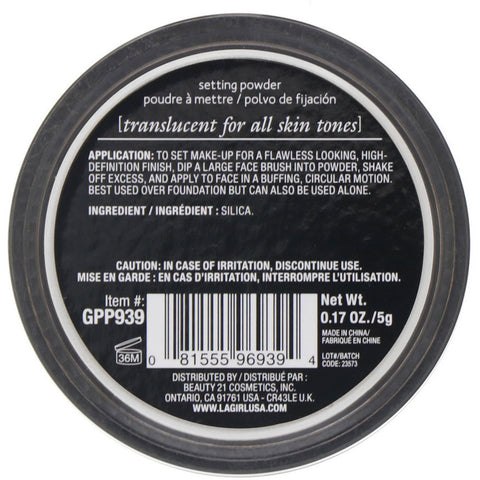 setting powder
poudre à mettre / polvo de fijación
[translucent for all skin tones]
APPLICATION: TO SET MAKE-UP FOR A FLAWLESS LOOKING, HIGH-
DEFINITION FINISH, DIP A LARGE FACE BRUSH INTO POWDER, SHAKE
OFF EXCESS, AND APPLY TO FACE IN A BUFFING, CIRCULAR MOTION.
BEST USED OVER FOUNDATION BUT CAN ALSO BE USED ALONE.
INGREDIENT / INGRÉDIENT : SILICA.
CAUTION: IN CASE OF IRRITATION, DISCONTINUE USE.
MISE EN GARDE : EN CAS D'IRRITATION, INTERROMPRE L'UTILISATION.
Item #:
GPP939
36M
0 81555 96939 4
Net Wt.
0.17 OZ./5g
MADE IN CHINA/
FABRIQUÉ EN CHINE
LOT#/BATCH
CODE: 23573
DISTRIBUTED BY / DISTRIBUÉ PAR :
BEAUTY 21 COSMETICS, INC.
ONTARIO, CA 91761 USA - CR43LE U.K.
WWW.LAGIRLUSA.COM